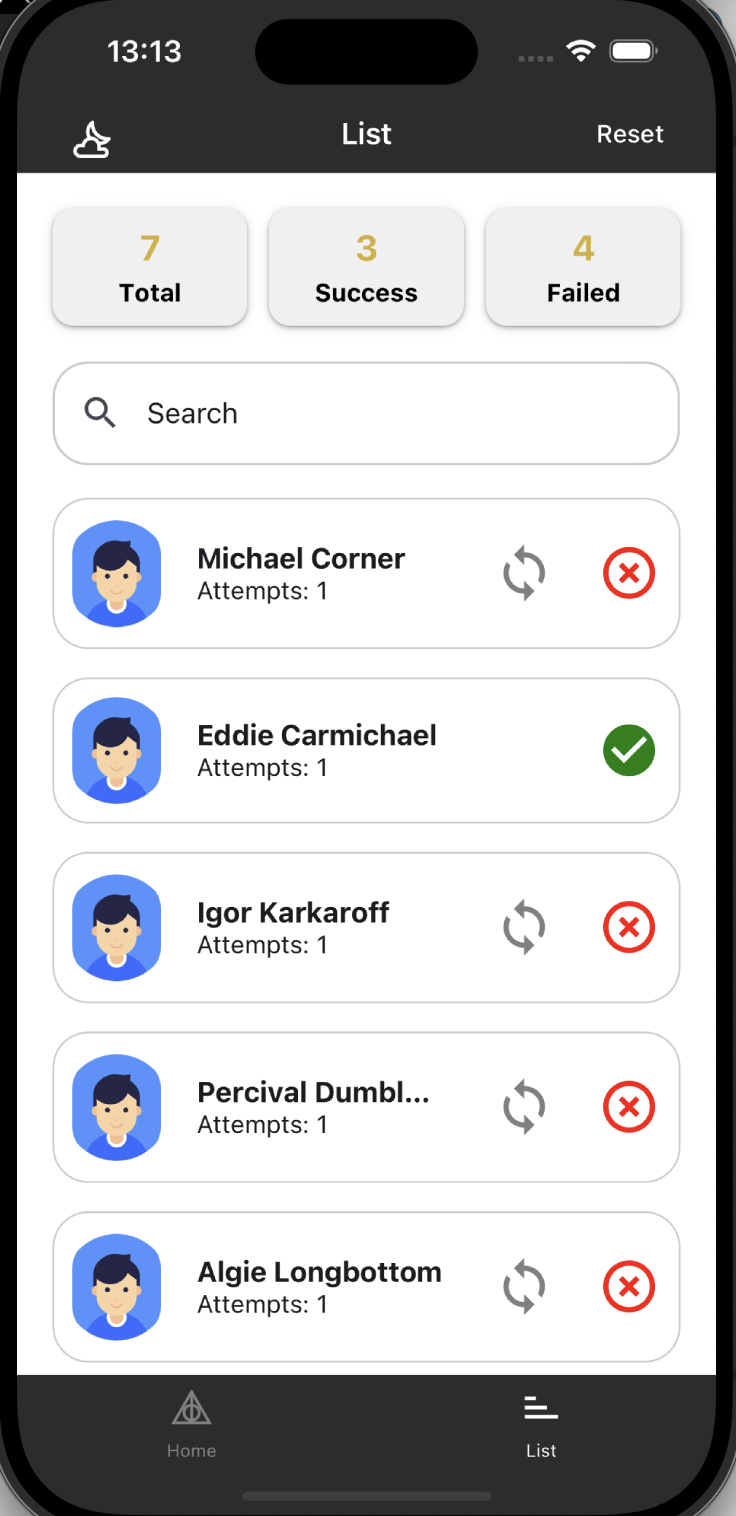 13:13
List
Reset
7
Total
3
Success
4
Failed
Search
Michael Corner
Attempts: 1
Eddie Carmichael
Attempts: 1
Igor Karkaroff
Attempts: 1
Percival Dumbl...
Attempts: 1
Algie Longbottom
Attempts: 1
Home
List